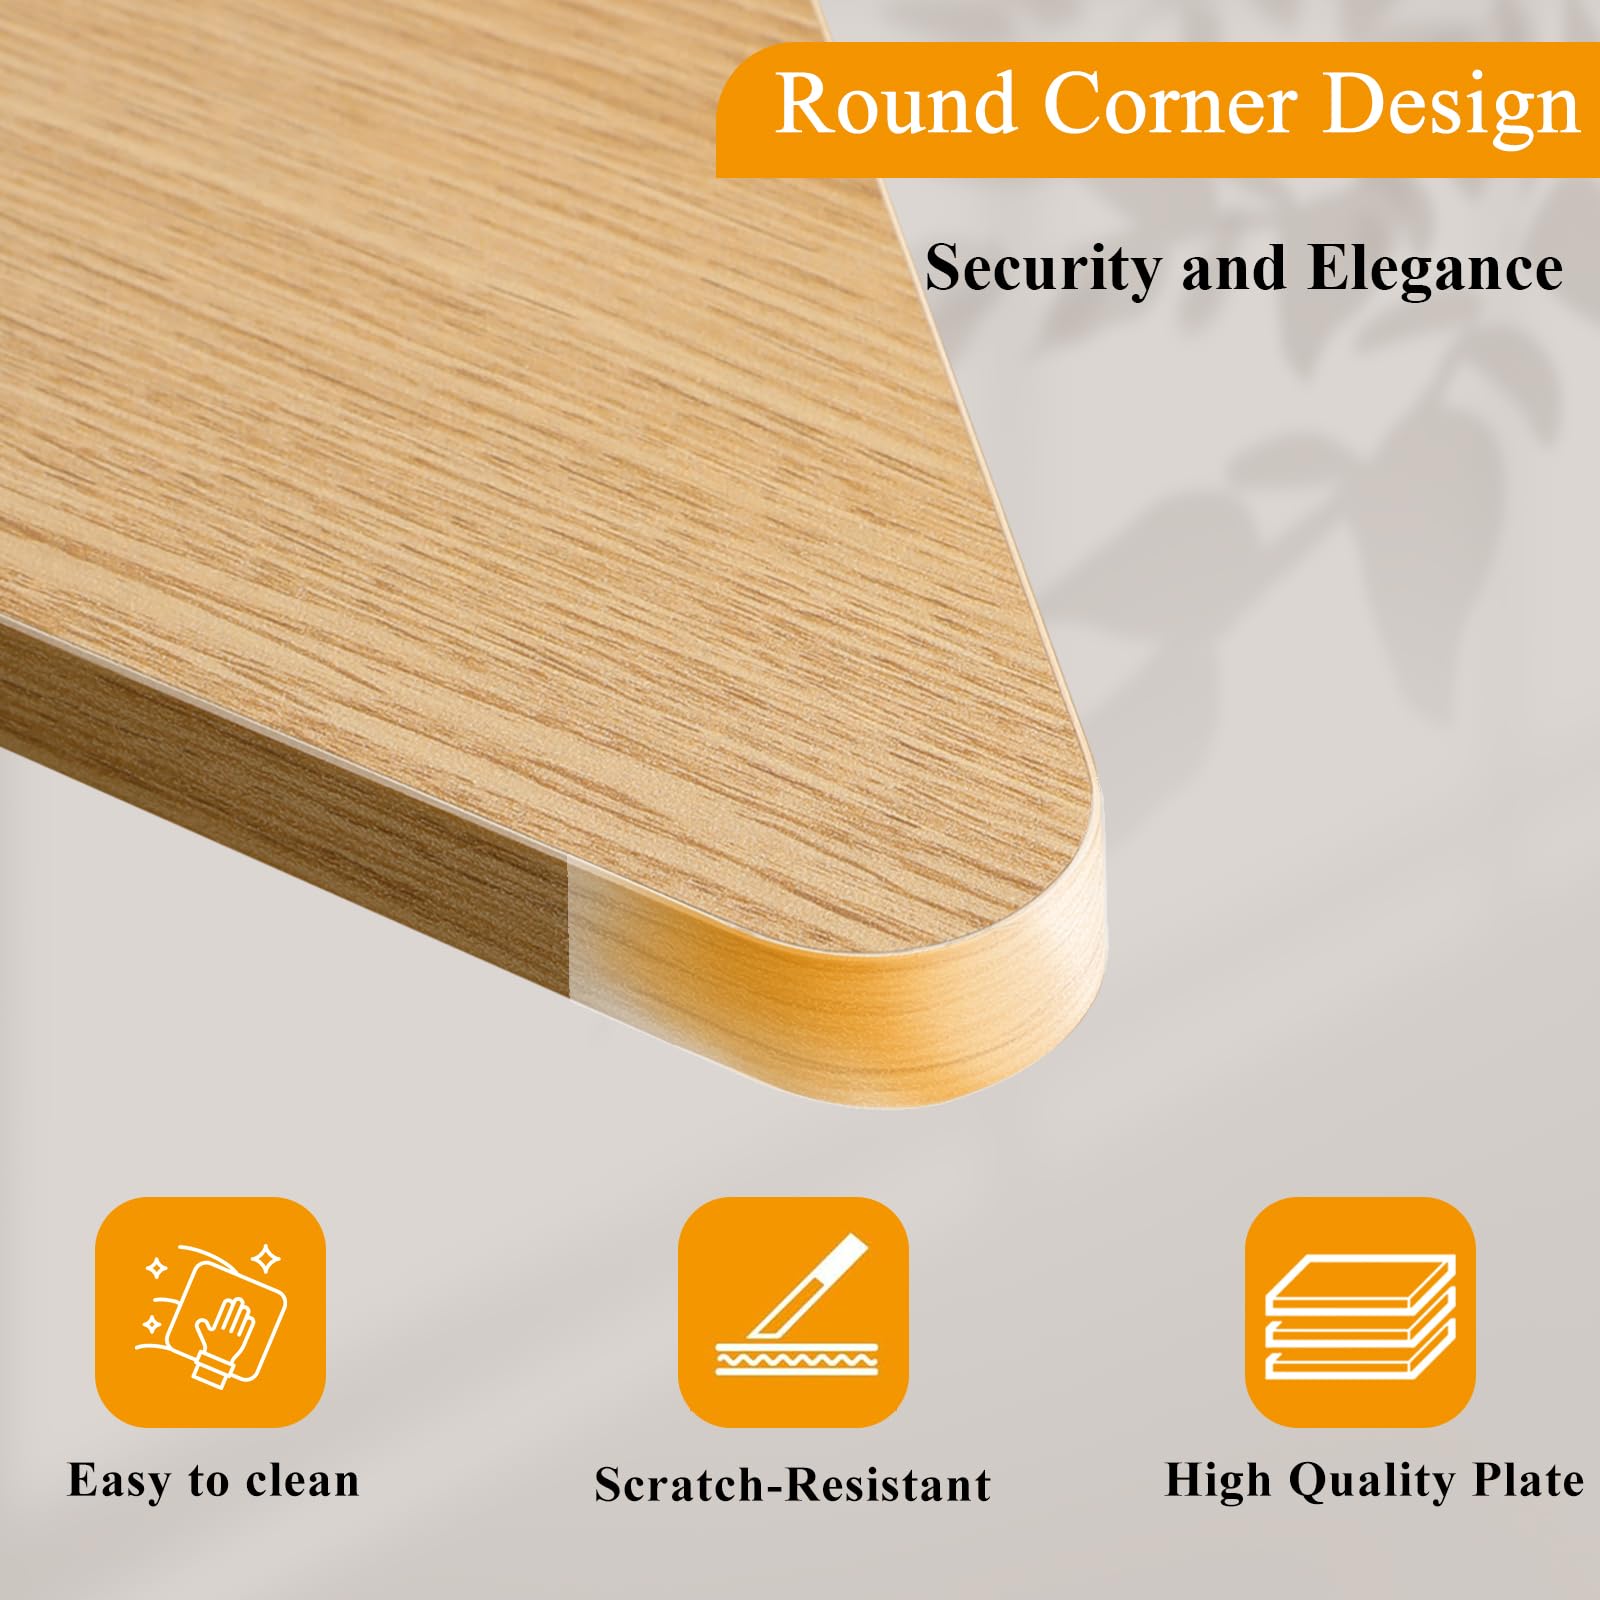 Round Corner Design
Security and Elegance
Easy to clean
Scratch-Resistant
High Quality Plate